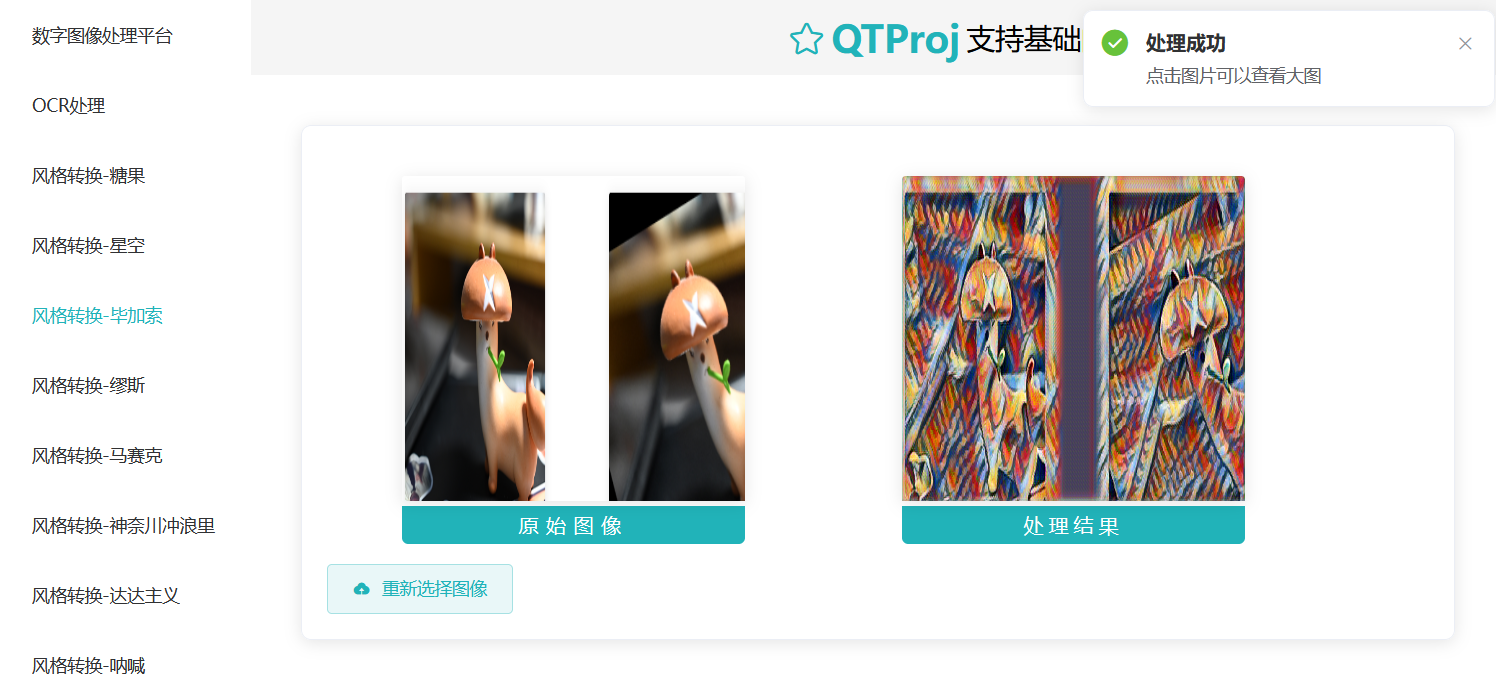 数字图像处理平台
OCR处理
风格转换-糖果
风格转换-星空
风格转换-毕加索
风格转换-缪斯
风格转换-马赛克
风格转换-神奈川冲浪里
风格转换-达达主义
风格转换-呐喊
QTProj 支持基础
处理成功
点击图片可以查看大图
原始图像
处理结果
重新选择图像